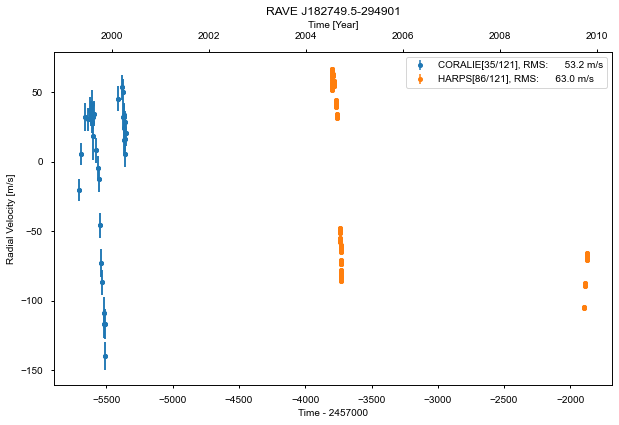 RAVE J182749.5-294901
Time [Year]
2000 2002 2004 2006 2008 2010
CORALIE[35/121], RMS: 53.2 m/s
HARPS[86/121], RMS: 63.0 m/s
50
0
−50
−100
−150
Radial Velocity [m/s]
−5500 −5000 −4500 −4000 −3500 −3000 −2500 −2000
Time - 2457000